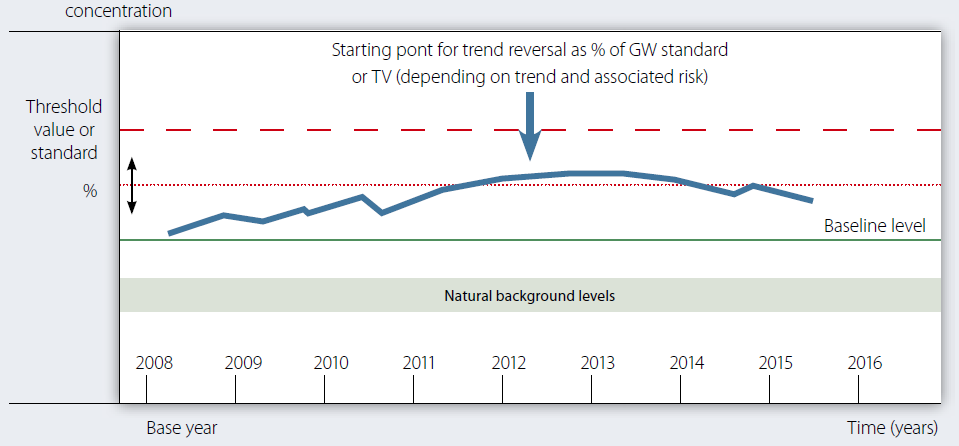 concentration
Starting pont for trend reversal as % of GW standard
or TV (depending on trend and associated risk)
Threshold
value or
standard
%
Baseline level
Natural background levels
2008 2009 2010 2011 2012 2013 2014 2015 2016
Base year Time (years)